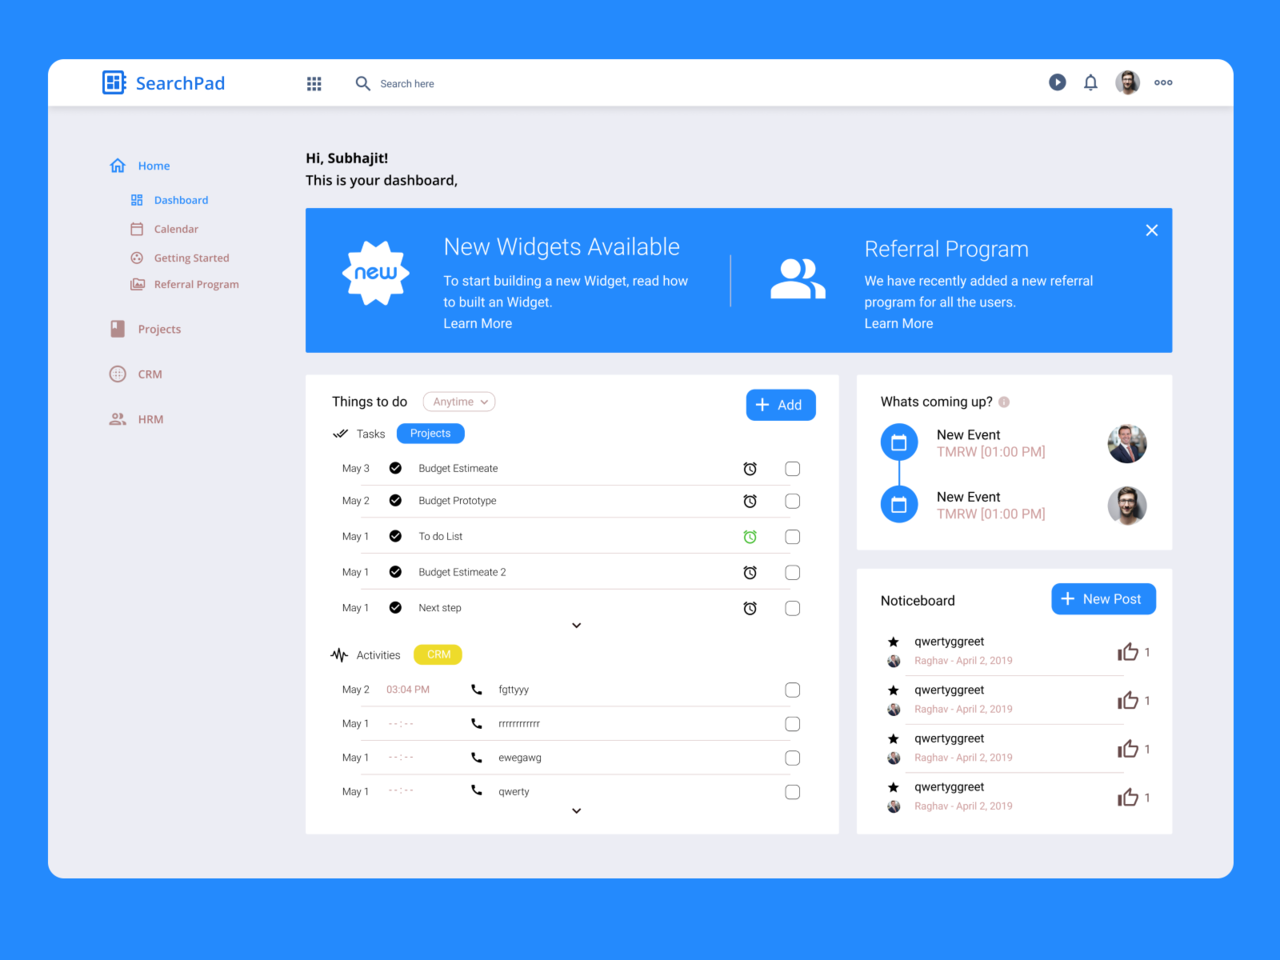 SearchPad
Search here
Home
Dashboard
Calendar
Getting Started
Referral Program
Projects
CRM
HRM
Hi, Subhajit!
This is your dashboard,
new
New Widgets Available
To start building a new Widget, read how
to built an Widget.
Learn More
Referral Program
We have recently added a new referral
program for all the users.
Learn More
Things to do
Anytime
Add
Tasks
Projects
May 3 Budget Estimeate
May 2 Budget Prototype
May 1 To do List
May 1 Budget Estimeate 2
May 1 Next step
Activities
CRM
May 2 03:04 PM fgttyyy
May 1 --:-- rrrrrrrrrrrr
May 1 --:-- ewegawg
May 1 --:-- qwerty
Whats coming up?
New Event
TMRW [01:00 PM]
New Event
TMRW [01:00 PM]
Noticeboard
New Post
qwertyggreet
Raghav - April 2, 2019
1
qwertyggreet
Raghav - April 2, 2019
1
qwertyggreet
Raghav - April 2, 2019
1
qwertyggreet
Raghav - April 2, 2019
1